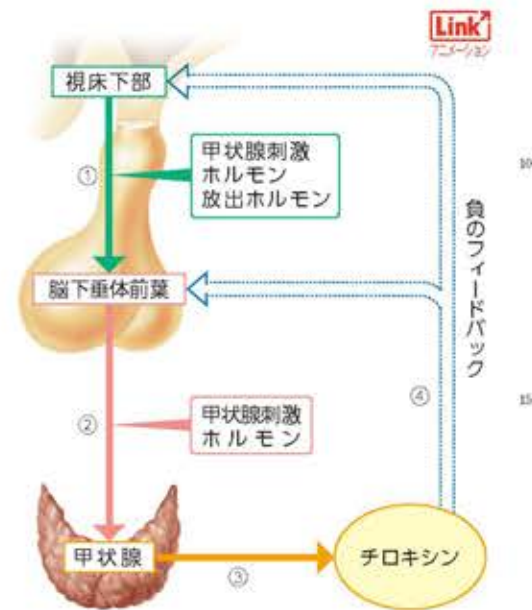 Link
アニメーション
視床下部
①
甲状腺刺激
ホルモン
放出ホルモン
10
負のフィードバック
脳下垂体前葉
④
15
②
甲状腺刺激
ホルモン
甲状腺
③
チロキシン